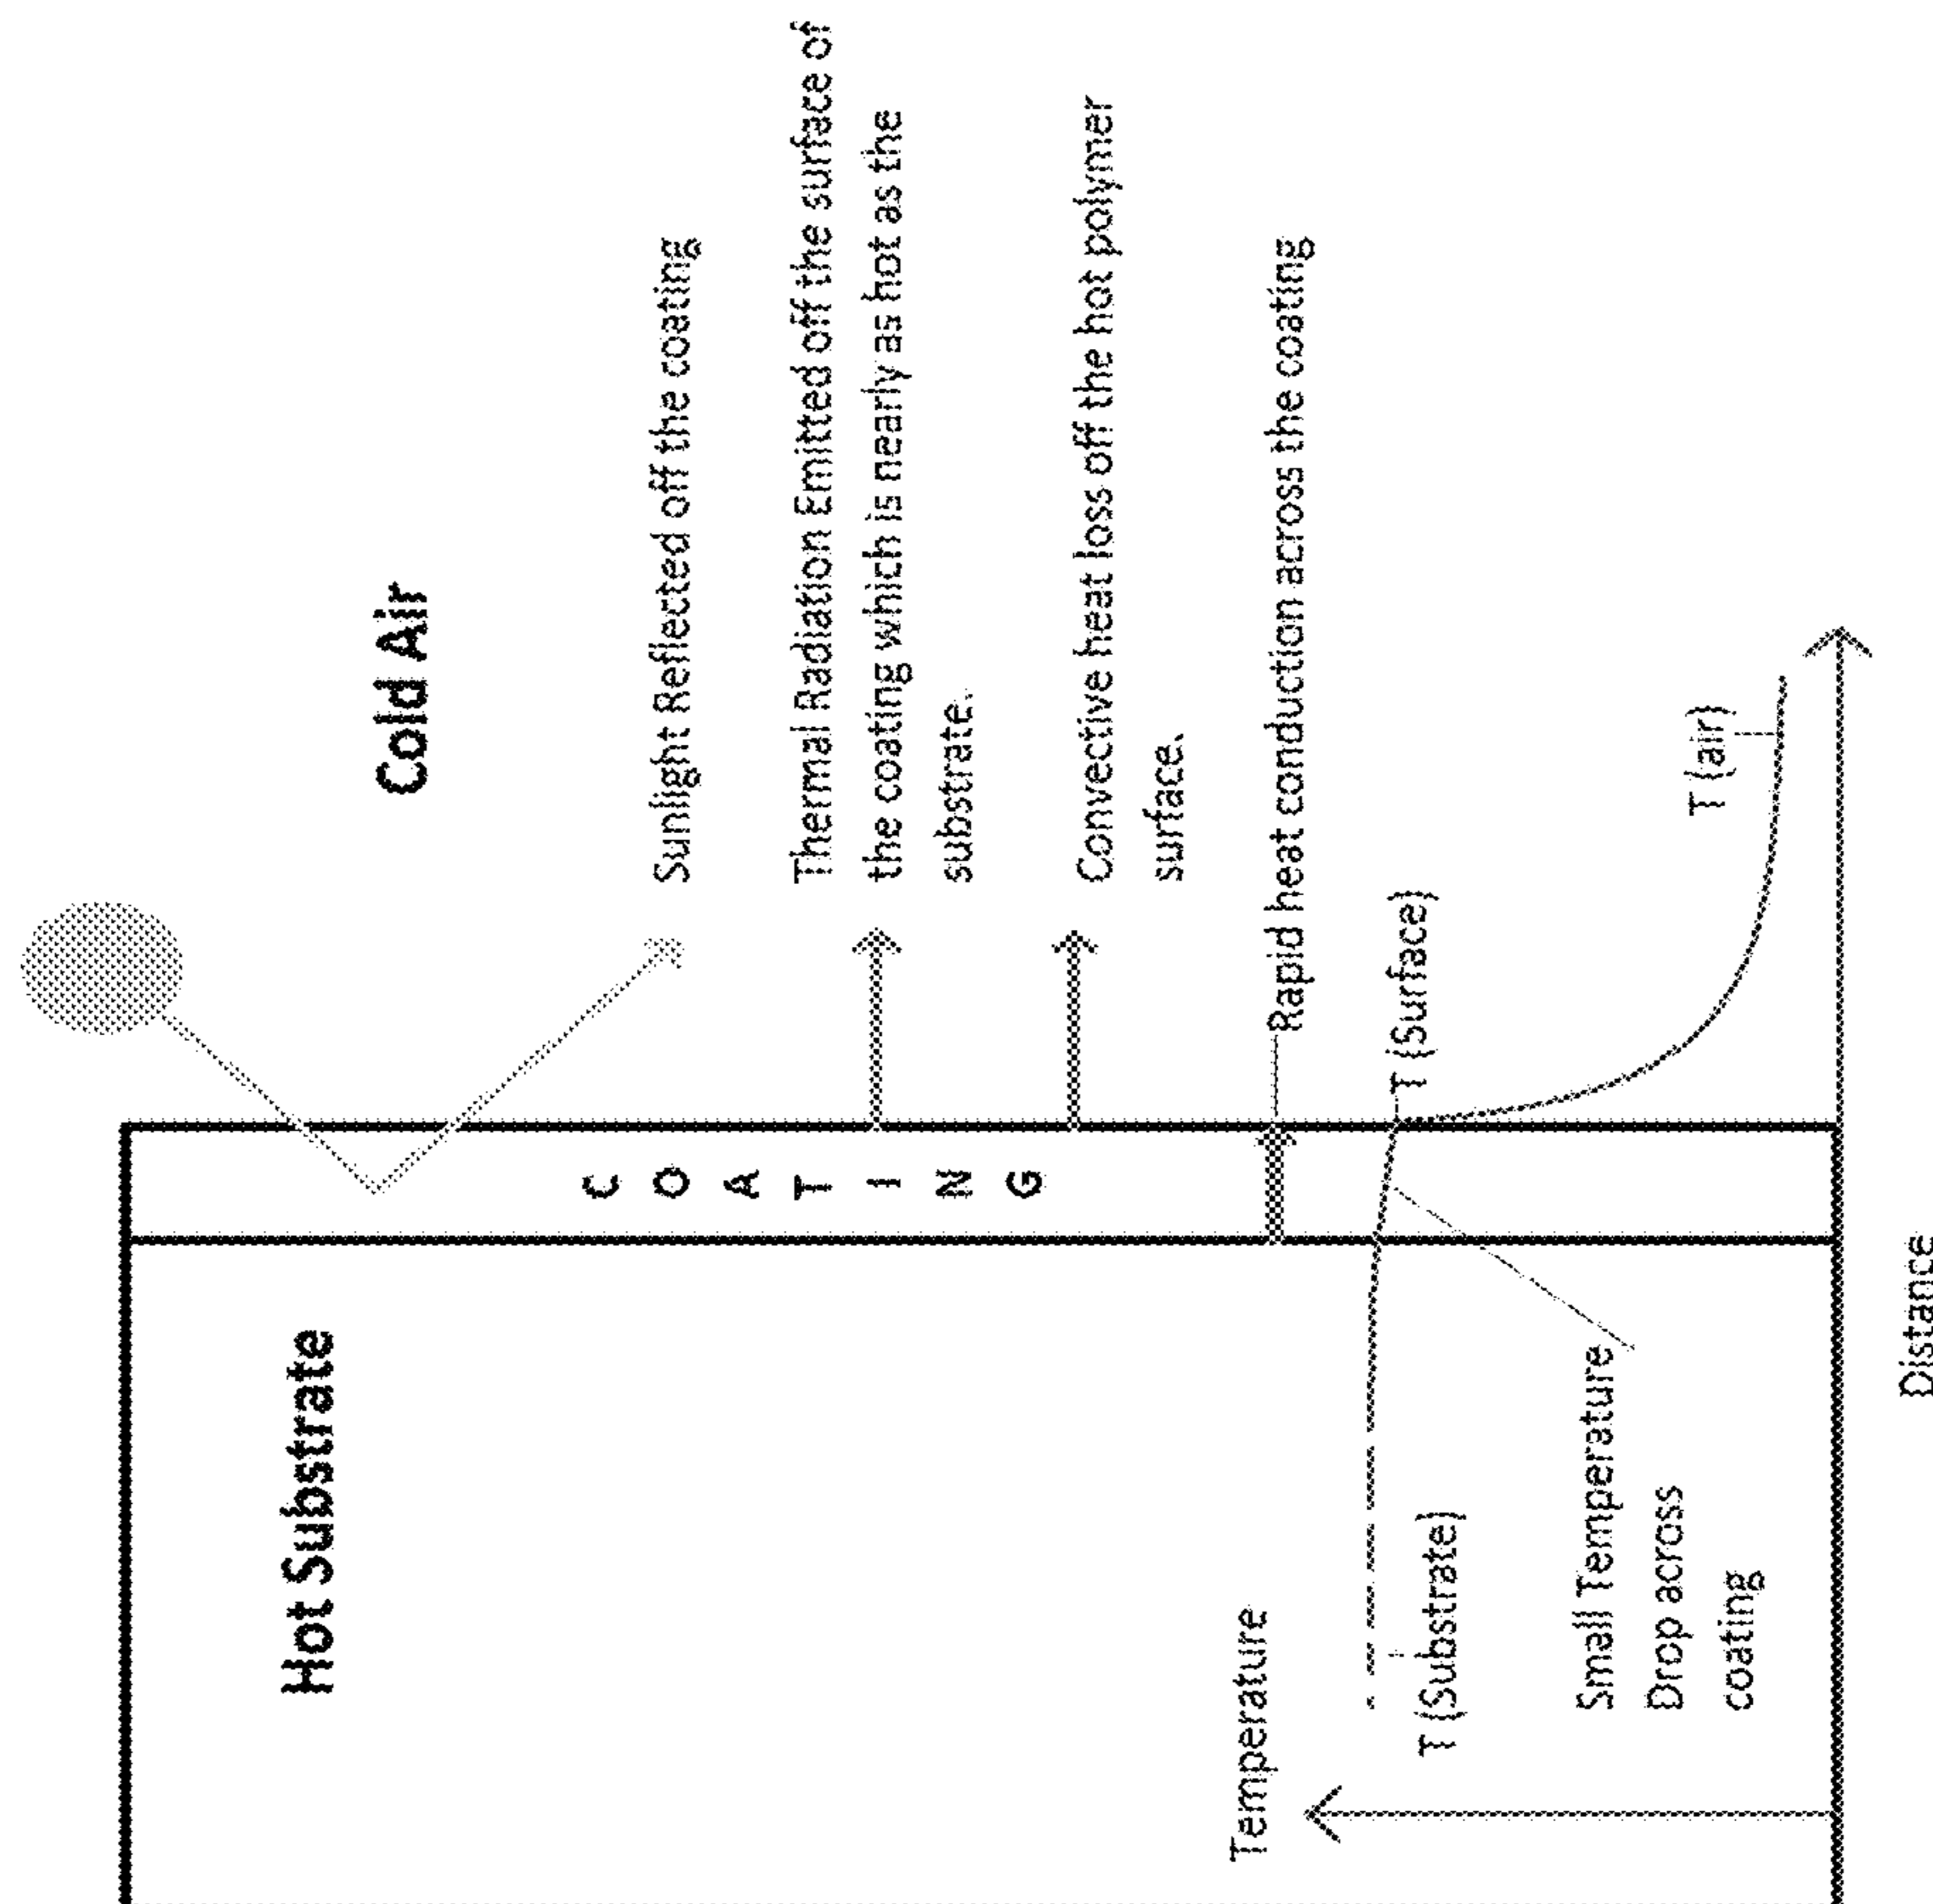 Hot Substrate
Cold Air
C
O
A
T
I
N
G
Sunlight Reflected off the coating
Thermal Radiation Emitted off the surface of
the coating which is nearly as hot as the
substrate.
Convective heat loss off the hot polymer
surface.
Rapid heat conduction across the coating
Temperature
T (Substrate)
T (Surface)
Small Temperature
Drop across
coating
T (air)
Distance